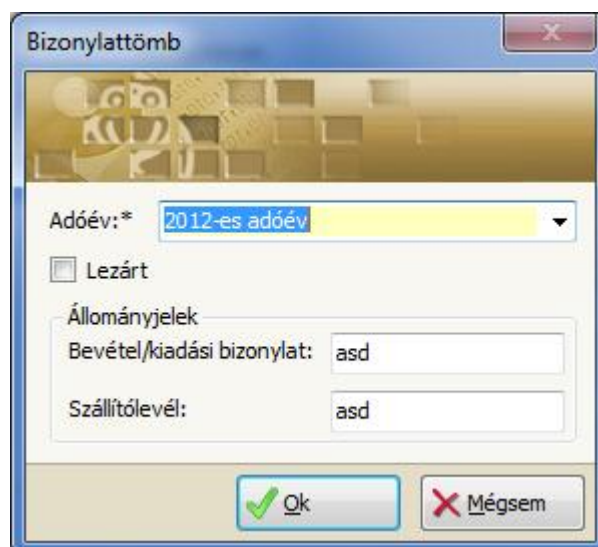 Bizonylattömb
Adóév:* 2012-es adóév
Lezárt
Állományjelek
Bevétel/kiadási bizonylat: asd
Szállítólevél: asd
Ok Mégsem